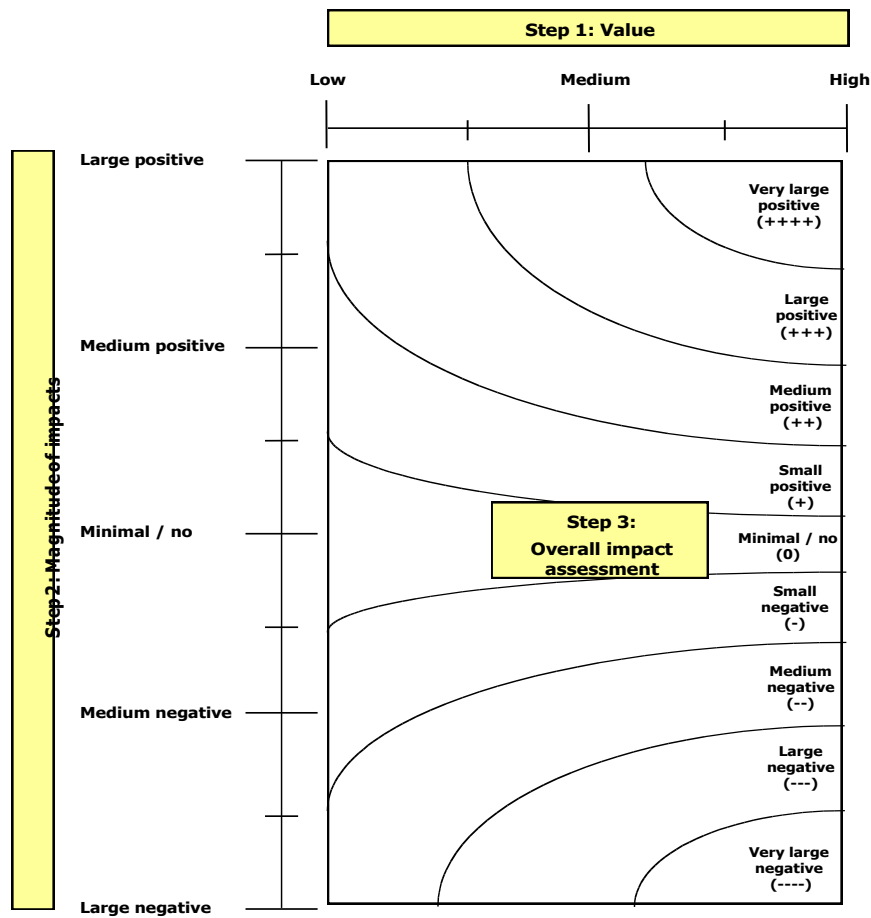 Step 1: Value
Low Medium High
Large positive
Medium positive
Minimal / no
Medium negative
Large negative
Step 2: Magnitude of impacts
Very large
positive
(++++)
Large
positive
(+++)
Medium
positive
(++)
Small
positive
(+)
Step 3:
Overall impact
assessment
Minimal / no
(0)
Small
negative
(-)
Medium
negative
(--)
Large
negative
(---)
Very large
negative
(----)